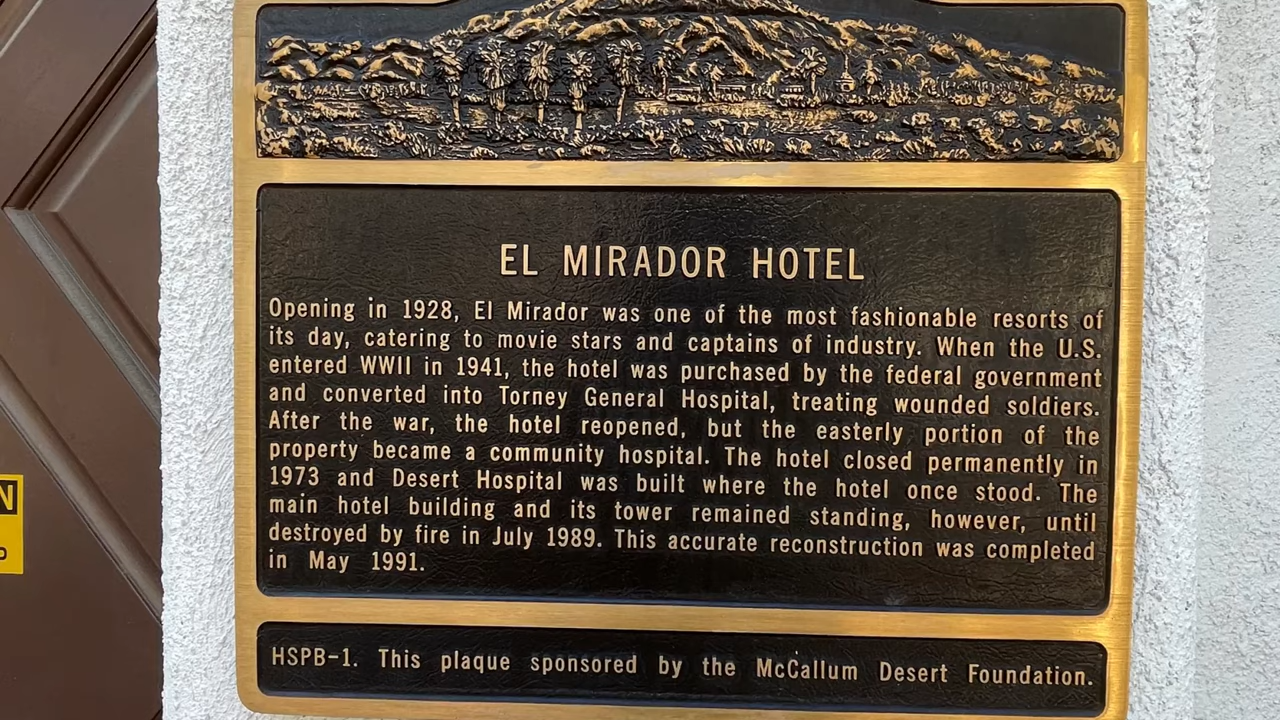 EL MIRADOR HOTEL
Opening in 1928, El Mirador was one of the most fashionable resorts of
its day, catering to movie stars and captains of industry. When the U.S.
entered WWII in 1941, the hotel was purchased by the federal government
and converted into Torney General Hospital, treating wounded soldiers.
After the war, the hotel reopened, but the easterly portion of the
property became a community hospital. The hotel closed permanently in
1973 and Desert Hospital was built where the hotel once stood. The
main hotel building and its tower remained standing, however, until
destroyed by fire in July 1989. This accurate reconstruction was completed
in May 1991.
HSPB-1. This plaque sponsored by the McCallum Desert Foundation.